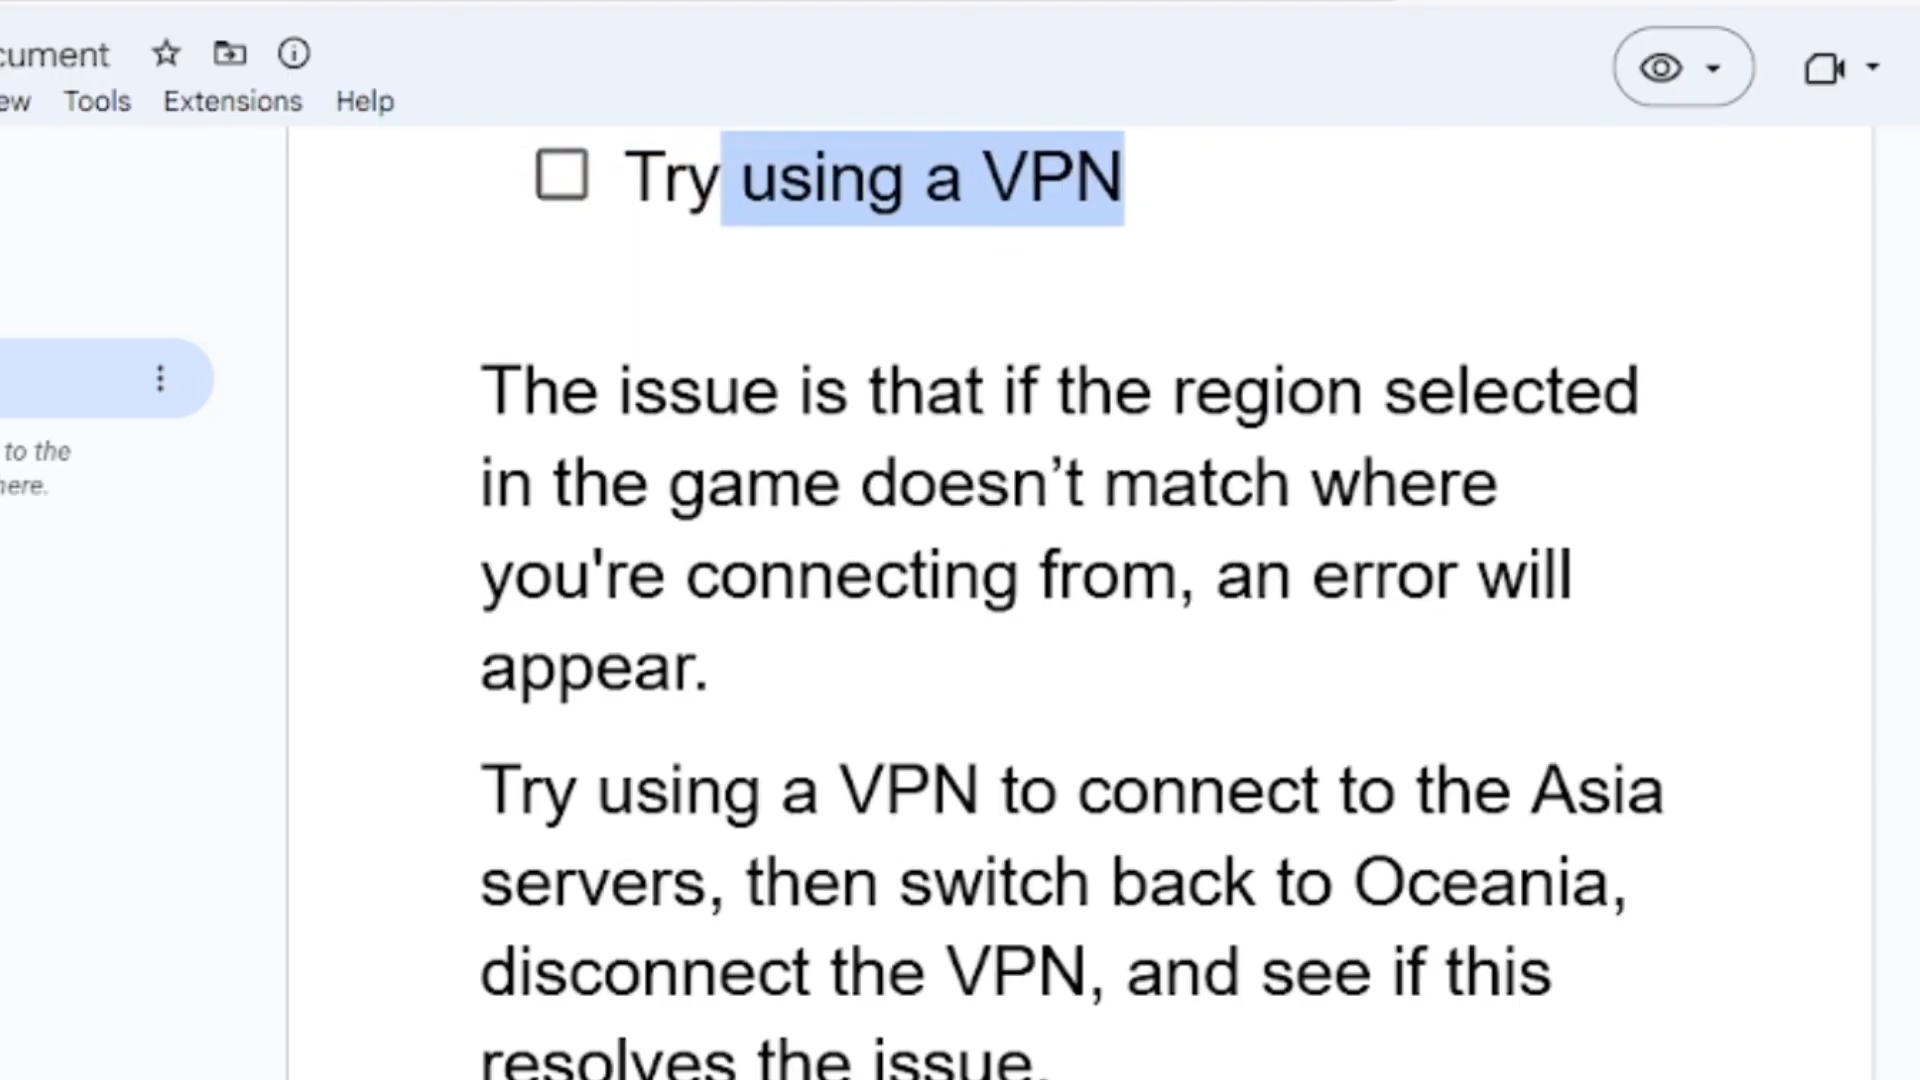 cument
ew Tools Extensions Help
Try using a VPN
to the
here.
The issue is that if the region selected
in the game doesn’t match where
you're connecting from, an error will
appear.
Try using a VPN to connect to the Asia
servers, then switch back to Oceania,
disconnect the VPN, and see if this
resolves the issue.